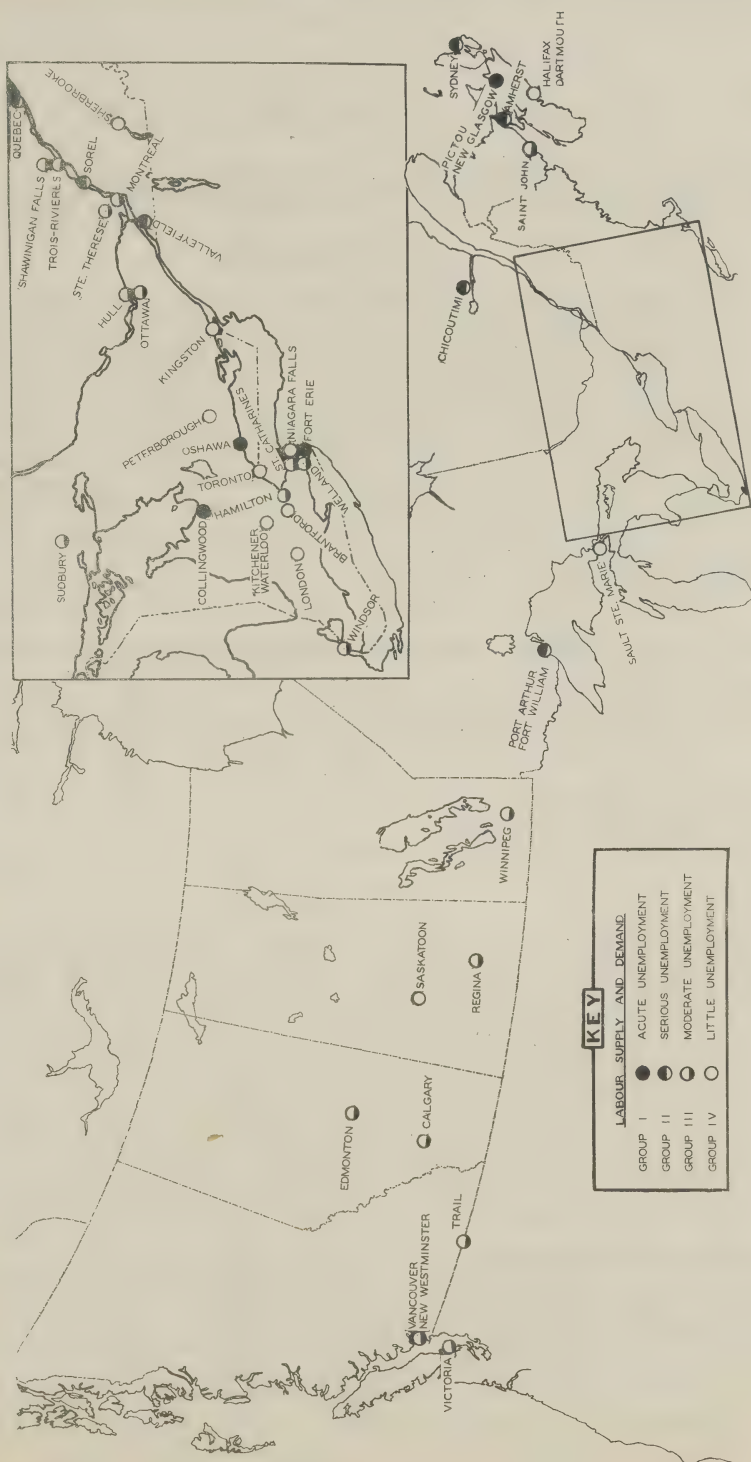 VICTORIA
VANCOUVER
NEW WESTMINSTER
TRAIL
EDMONTON
CALGARY
SASKATOON
REGINA
WINNIPEG
PORT ARTHUR
FORT WILLIAM
SAULT STE. MARIE
CHICOUTIMI
SAINT JOHN
PICTOU
NEW GLASGOW
AMHERST
SYDNEY
HALIFAX
DARTMOUTH
SUDBURY
COLLINGWOOD
HAMILTON
KITCHENER
WATERLOO
LONDON
BRANTFORD
WINDSOR
WELLAND
FORT ERIE
NIAGARA FALLS
ST. CATHARINES
TORONTO
OSHAWA
PETERBOROUGH
KINGSTON
HULL
OTTAWA
STE. THERESE
VALLEYFIELD
MONTREAL
SOREL
TROIS-RIVIERES
SHAWINIGAN FALLS
SHERBROOKE
QUEBEC
KEY
LABOUR SUPPLY AND DEMAND
GROUP I ACUTE UNEMPLOYMENT
GROUP II SERIOUS UNEMPLOYMENT
GROUP III MODERATE UNEMPLOYMENT
GROUP IV LITTLE UNEMPLOYMENT